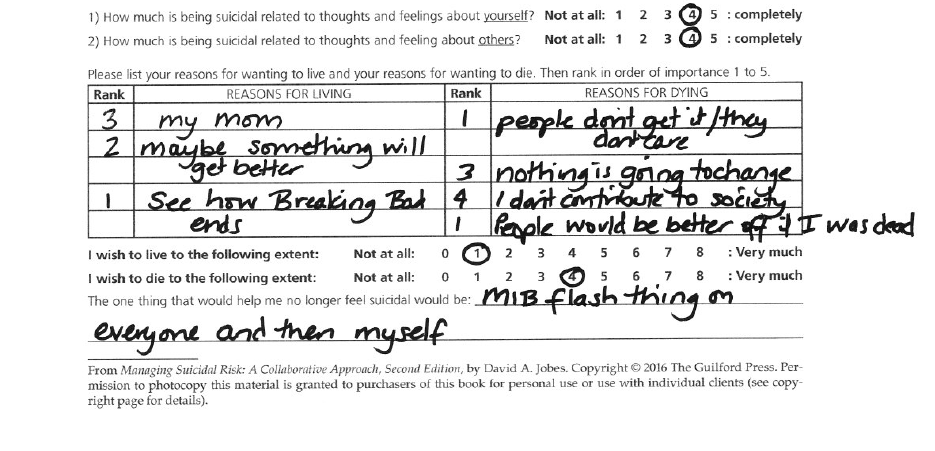 1) How much is being suicidal related to thoughts and feelings about yourself? Not at all: 1 2 3 4 5 : completely
2) How much is being suicidal related to thoughts and feeling about others? Not at all: 1 2 3 4 5 : completely
Please list your reasons for wanting to live and your reasons for wanting to die. Then rank in order of importance 1 to 5.
Rank REASONS FOR LIVING Rank REASONS FOR DYING
3 my mom 1 people don't get it/they
don't care
2 maybe something will
get better 3 nothing is going to change
1 See how Breaking Bad 4 I don't contribute to society
ends 1 People would be better off if I was dead
I wish to live to the following extent: Not at all: 0 1 2 3 4 5 6 7 8 : Very much
I wish to die to the following extent: Not at all: 0 1 2 3 4 5 6 7 8 : Very much
The one thing that would help me no longer feel suicidal would be: MIB flash thing on
everyone and then myself
From Managing Suicidal Risk: A Collaborative Approach, Second Edition, by David A. Jobes. Copyright © 2016 The Guilford Press. Per-
mission to photocopy this material is granted to purchasers of this book for personal use or use with individual clients (see copy-
right page for details).